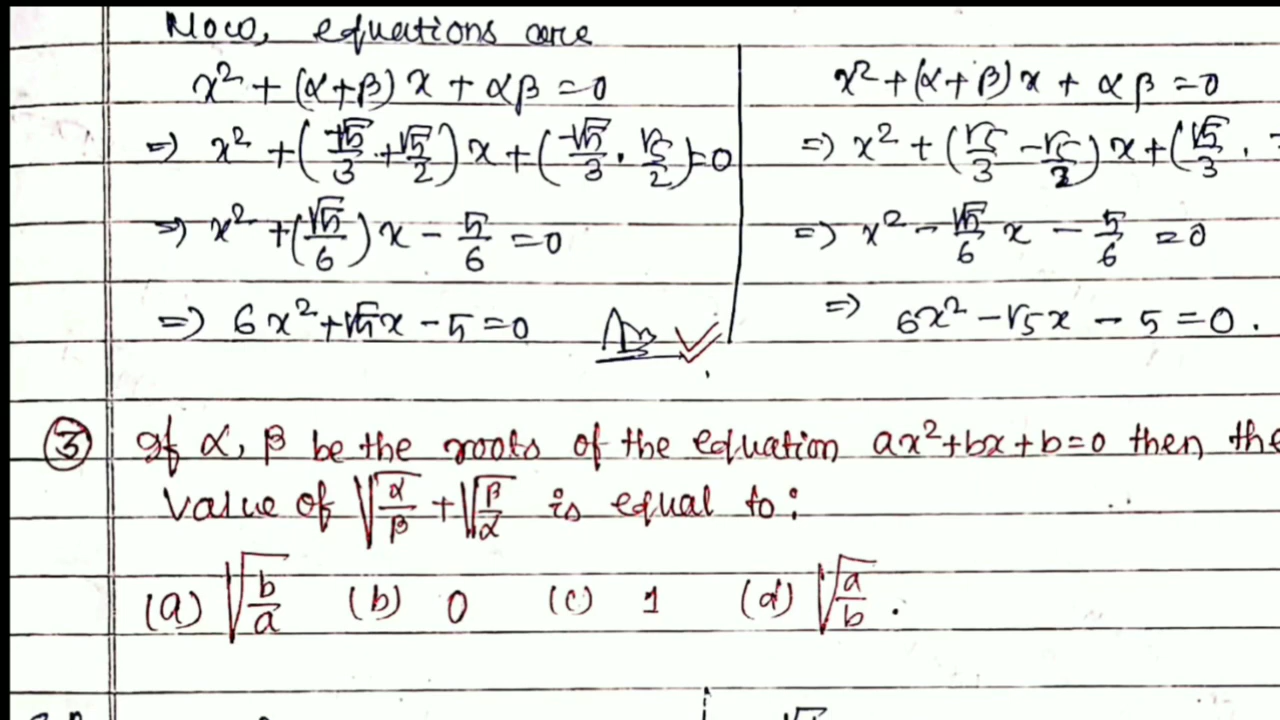 Now, equations are
x² + (α+β) x + αβ = 0
⇒ x² + (-√5/3 + √5/2) x + (-√5/3 . √5/2) = 0
⇒ x² + (√5/6) x - 5/6 = 0
⇒ 6x² + √5x - 5 = 0
x² + (α+β) x + αβ = 0
⇒ x² + (√5/3 - √5/2) x + (√5/3 .
⇒ x² - √5/6 x - 5/6 = 0
⇒ 6x² - √5x - 5 = 0 .
③ If α, β be the roots of the equation ax²+bx+b=0 then the
value of √(α/β) + √(β/α) is equal to:
(a) √(b/a) (b) 0 (c) 1 (d) √(a/b) .